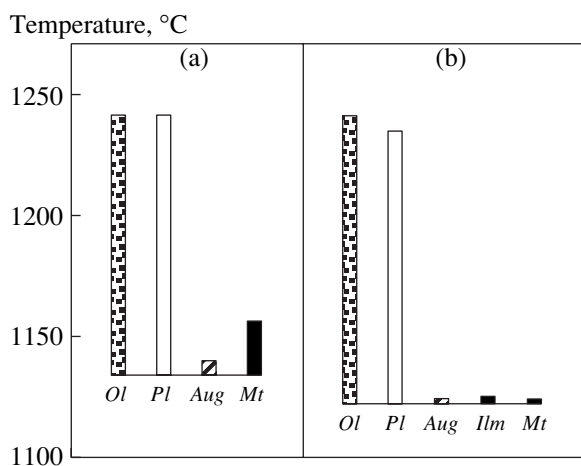 Temperature, °C
(a) (b)
1250
1200
1150
1100
Ol Pl Aug Mt
Ol Pl Aug Ilm Mt